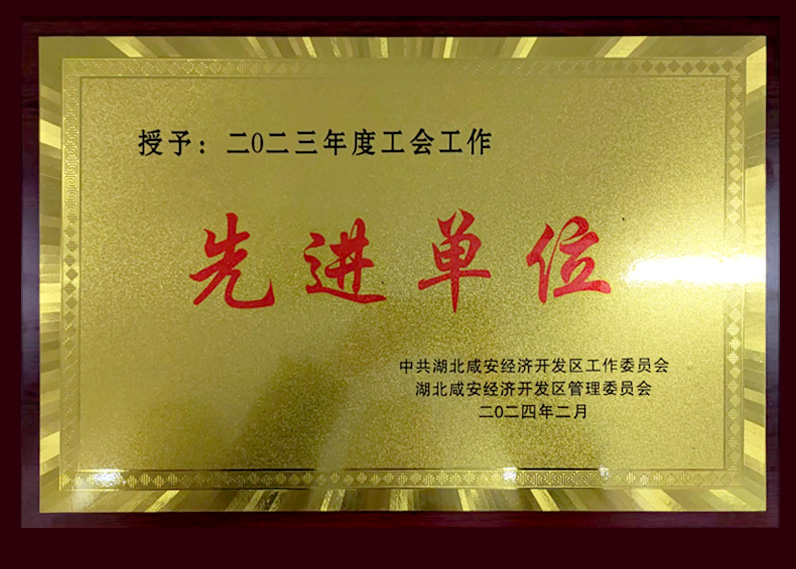 授予：二0二三年度工会工作
先进单位
中共湖北咸安经济开发区工作委员会
湖北咸安经济开发区管理委员会
二0二四年二月